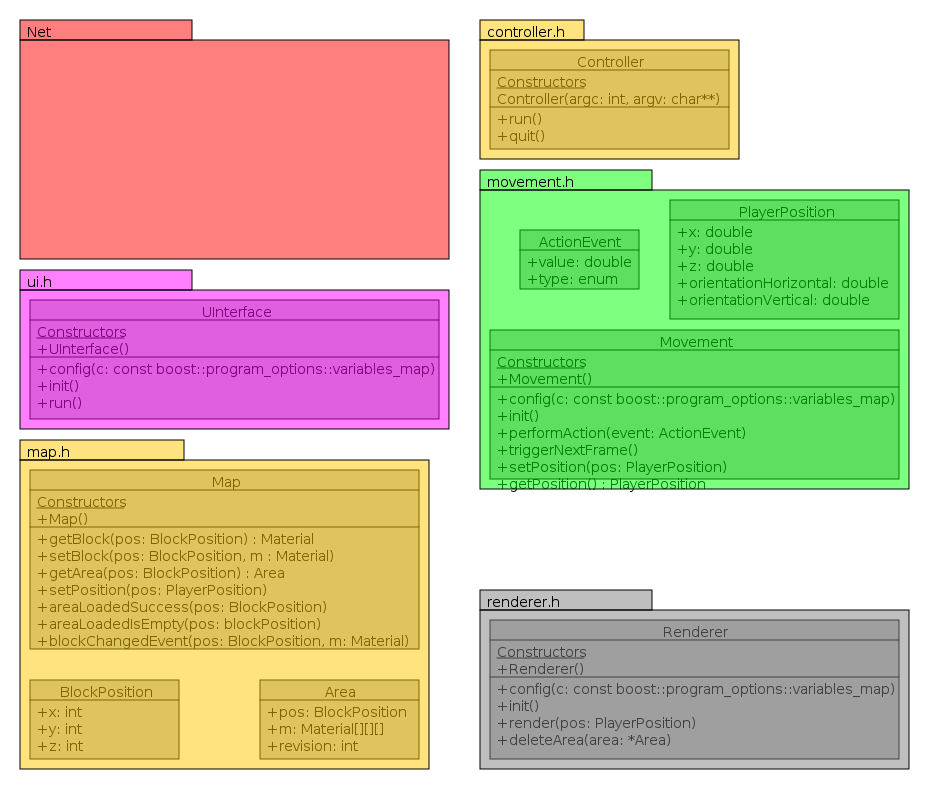 Net
ui.h
UInterface
Constructors
+UInterface()
+config(c: const boost::program_options::variables_map)
+init()
+run()
map.h
Map
Constructors
+Map()
+getBlock(pos: BlockPosition) : Material
+setBlock(pos: BlockPosition, m : Material)
+getArea(pos: BlockPosition) : Area
+setPosition(pos: PlayerPosition)
+areaLoadedSuccess(pos: BlockPosition)
+areaLoadedIsEmpty(pos: blockPosition)
+blockChangedEvent(pos: BlockPosition, m: Material)
BlockPosition
+x: int
+y: int
+z: int
Area
+pos: BlockPosition
+m: Material[][][]
+revision: int
controller.h
Controller
Constructors
Controller(argc: int, argv: char**)
+run()
+quit()
movement.h
ActionEvent
+value: double
+type: enum
PlayerPosition
+x: double
+y: double
+z: double
+orientationHorizontal: double
+orientationVertical: double
Movement
Constructors
+Movement()
+config(c: const boost::program_options::variables_map)
+init()
+performAction(event: ActionEvent)
+triggerNextFrame()
+setPosition(pos: PlayerPosition)
+getPosition() : PlayerPosition
renderer.h
Renderer
Constructors
+Renderer()
+config(c: const boost::program_options::variables_map)
+init()
+render(pos: PlayerPosition)
+deleteArea(area: *Area)